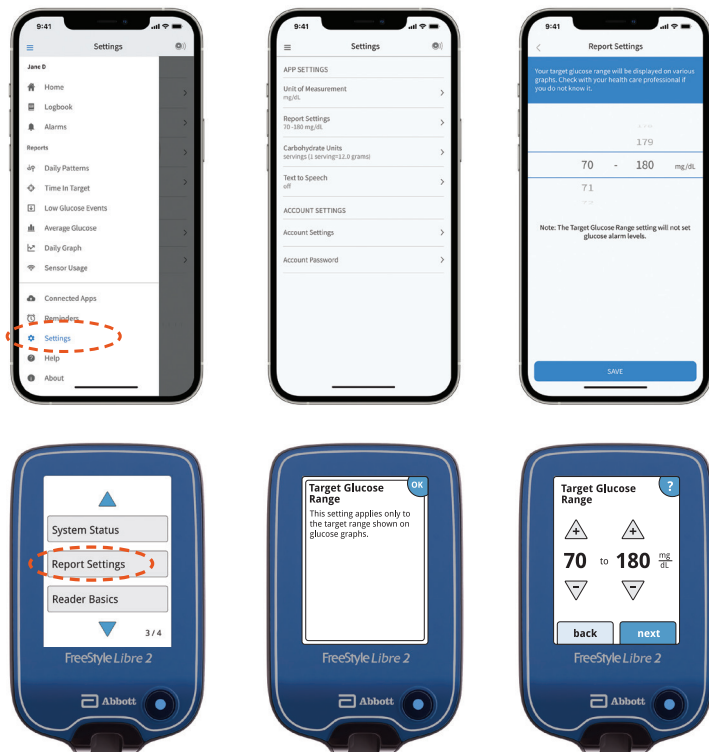 9:41
Settings
Jane D
Home
Logbook
Alarms
Reports
Daily Patterns
Time In Target
Low Glucose Events
Average Glucose
Daily Graph
Sensor Usage
Connected Apps
Reminders
Settings
Help
About
9:41
Settings
APP SETTINGS
Unit of Measurement
mg/dL
Report Settings
70-180 mg/dL
Carbohydrate Units
servings (1 serving=12.0 grams)
Text to Speech
off
ACCOUNT SETTINGS
Account Settings
Account Password
9:41
Report Settings
Your target glucose range will be displayed on various
graphs. Check with your health care professional if
you do not know it.
179
70 - 180 mg/dL
71
Note: The Target Glucose Range setting will not set
glucose alarm levels.
SAVE
System Status
Report Settings
Reader Basics
3 / 4
FreeStyle Libre 2
Abbott
Target Glucose
Range
OK
This setting applies only to
the target range shown on
glucose graphs.
FreeStyle Libre 2
Abbott
Target Glucose
Range
?
+ +
70 to 180 mg/dL
− −
back next
FreeStyle Libre 2
Abbott